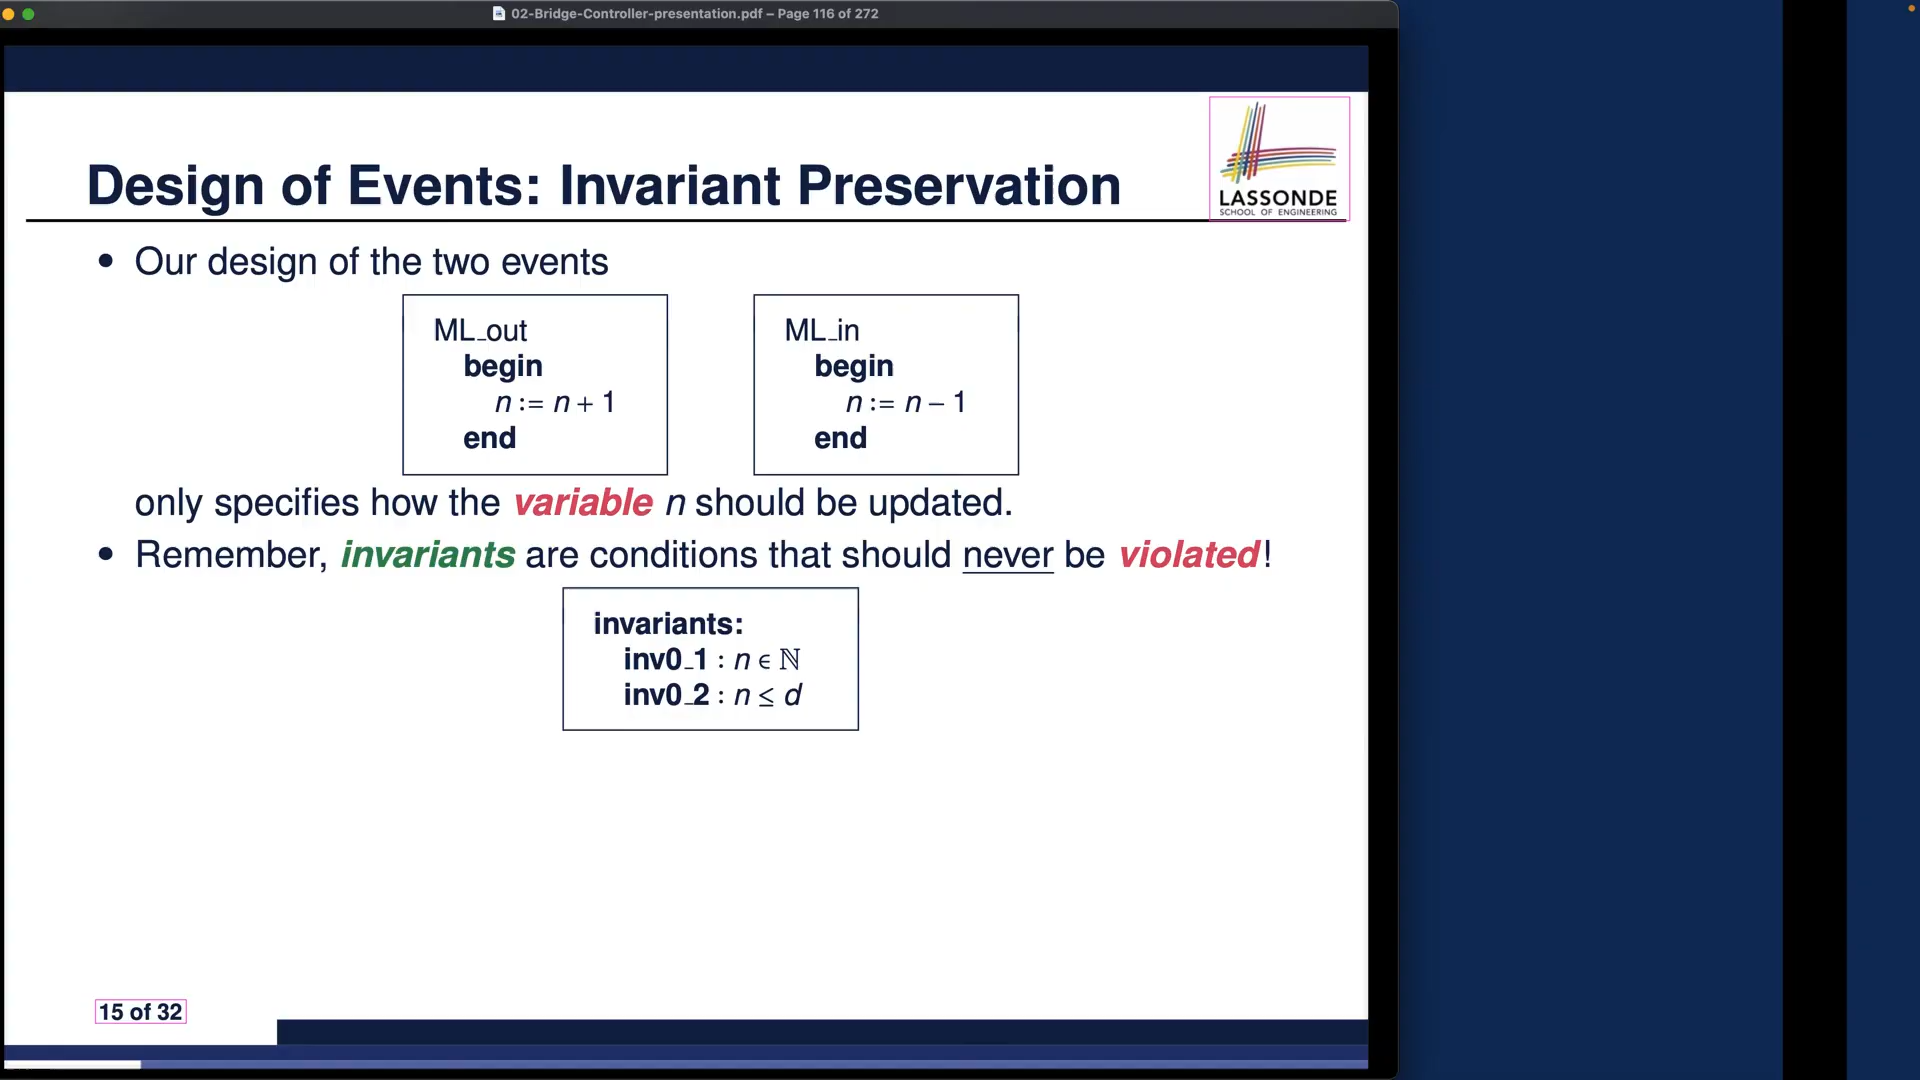 02-Bridge-Controller-presentation.pdf – Page 116 of 272
LASSONDE
SCHOOL OF ENGINEERING
Design of Events: Invariant Preservation
• Our design of the two events
ML_out
begin
n := n + 1
end
ML_in
begin
n := n − 1
end
only specifies how the variable n should be updated.
• Remember, invariants are conditions that should never be violated!
invariants:
inv0_1 : n ∈ ℕ
inv0_2 : n ≤ d
15 of 32